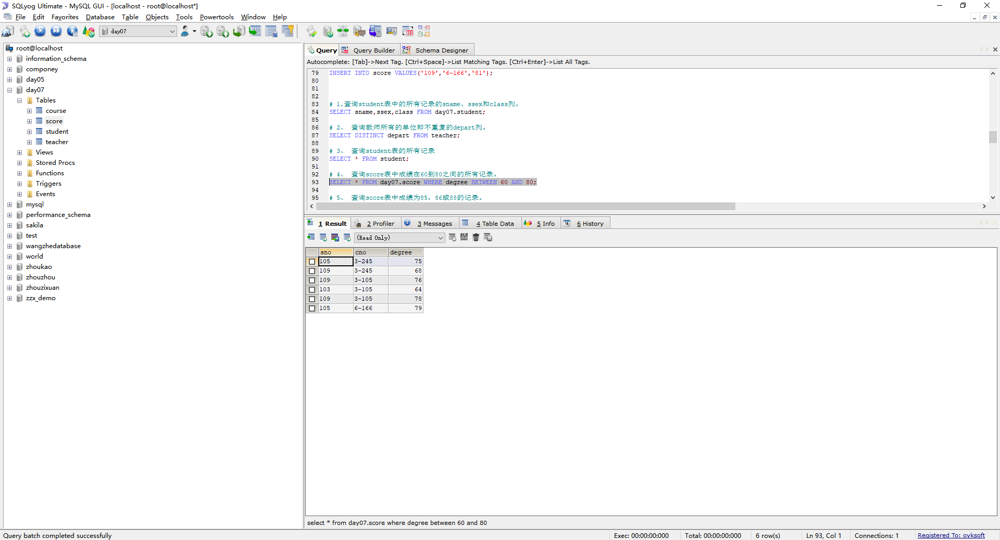 SQLyog Ultimate - MySQL GUI - [localhost - root@localhost*]
File Edit Favorites Database Table Objects Tools Powertools Window Help
day07
root@localhost
information_schema
componey
day05
day07
Tables
course
score
student
teacher
Views
Stored Procs
Functions
Triggers
Events
mysql
performance_schema
sakila
test
wangzhedatabase
world
zhoukao
zhouzhou
zhouzixuan
zzx_demo
Query Query Builder Schema Designer
Autocomplete: [Tab]->Next Tag. [Ctrl+Space]->List Matching Tags. [Ctrl+Enter]->List All Tags.
79 INSERT INTO score VALUES('109','6-166','81');
80
81
82
83 # 1.查询student表中的所有记录的sname、ssex和class列。
84 SELECT sname,ssex,class FROM day07.student;
85
86 # 2、 查询教师所有的单位即不重复的depart列。
87 SELECT DISTINCT depart FROM teacher;
88
89 # 3、 查询student表的所有记录
90 SELECT * FROM student;
91
92 # 4、 查询score表中成绩在60到80之间的所有记录。
93 SELECT * FROM day07.score WHERE degree BETWEEN 60 AND 80;
94
95 # 5、 查询score表中成绩为85，86或88的记录。
1 Result 2 Profiler 3 Messages 4 Table Data 5 Info 6 History
(Read Only)
sno cno degree
105 3-245 75
109 3-245 68
109 3-105 76
103 3-105 64
109 3-105 78
105 6-166 79
select * from day07.score where degree between 60 and 80
Query batch completed successfully Exec: 00:00:00:000 Total: 00:00:00:000 6 row(s) Ln 93, Col 1 Connections: 1 Registered To: oyksoft